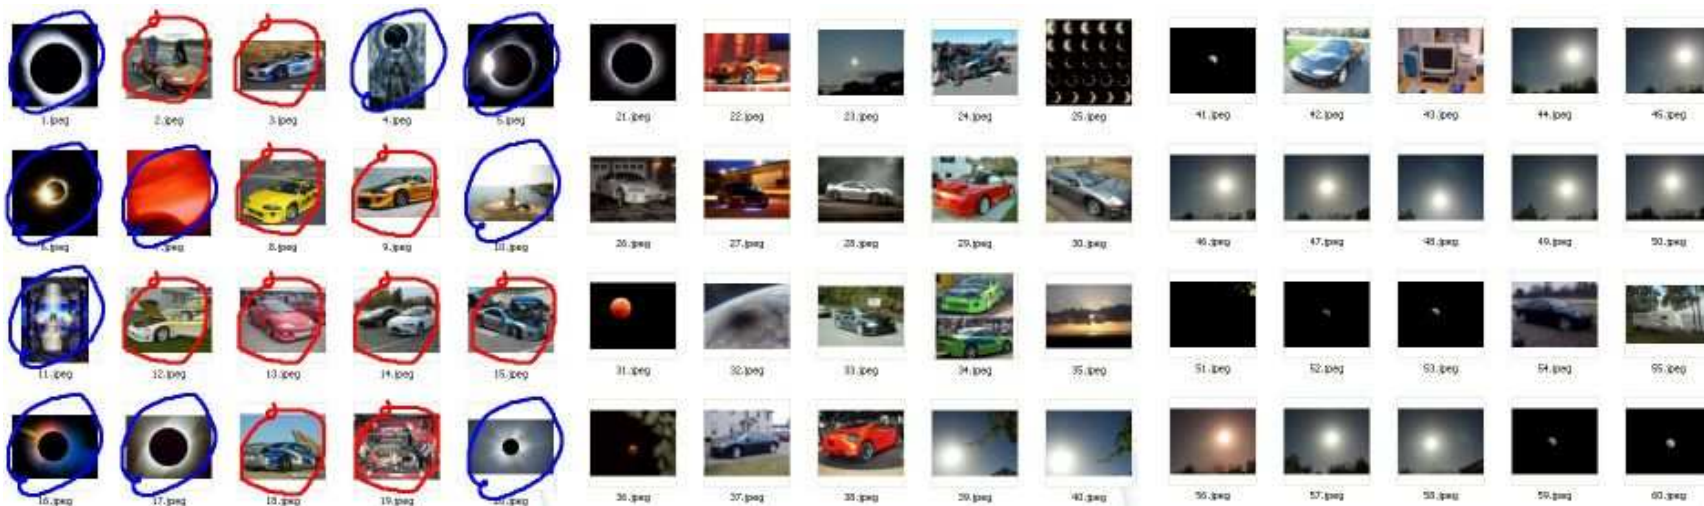 1.jpeg 2.jpeg 3.jpeg 4.jpeg 5.jpeg 21.jpeg 22.jpeg 23.jpeg 24.jpeg 25.jpeg 41.jpeg 42.jpeg 43.jpeg 44.jpeg 45.jpeg
6.jpeg 7.jpeg 8.jpeg 9.jpeg 10.jpeg 26.jpeg 27.jpeg 28.jpeg 29.jpeg 30.jpeg 46.jpeg 47.jpeg 48.jpeg 49.jpeg 50.jpeg
11.jpeg 12.jpeg 13.jpeg 14.jpeg 15.jpeg 31.jpeg 32.jpeg 33.jpeg 34.jpeg 35.jpeg 51.jpeg 52.jpeg 53.jpeg 54.jpeg 55.jpeg
16.jpeg 17.jpeg 18.jpeg 19.jpeg 20.jpeg 36.jpeg 37.jpeg 38.jpeg 39.jpeg 40.jpeg 56.jpeg 57.jpeg 58.jpeg 59.jpeg 60.jpeg